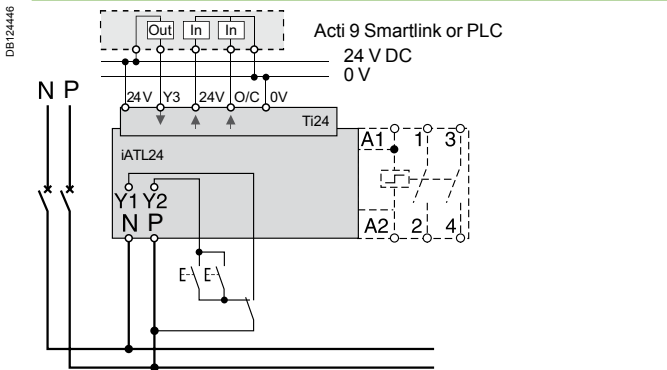 DB124446
Out In In
Acti 9 Smartlink or PLC
24 V DC
0 V
N P
24V Y3 24V O/C 0V
Ti24
iATL24
A1 1 3
Y1 Y2
N P
A2 2 4
E E